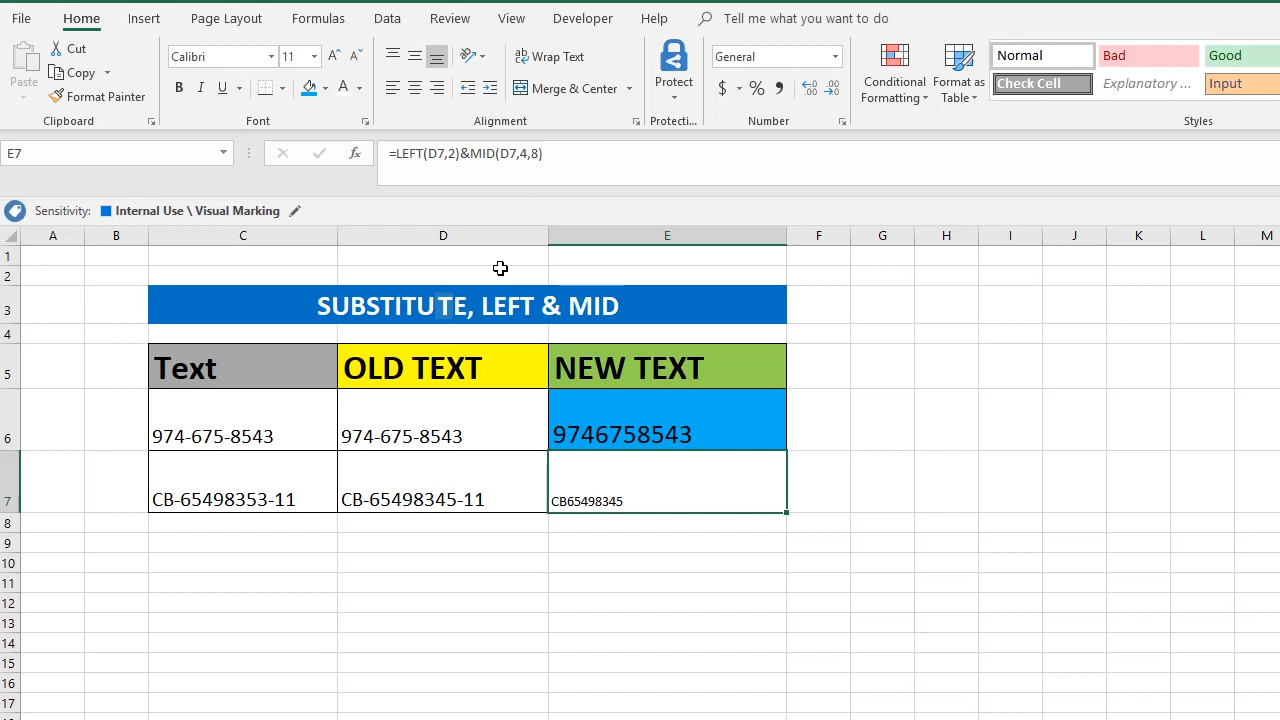 File Home Insert Page Layout Formulas Data Review View Developer Help Tell me what you want to do
Paste Cut Copy Format Painter
Calibri 11 A A
B I U A
ab Wrap Text
Merge & Center
Protect
General
$ % , .00 .0
Conditional Formatting Format as Table
Normal Bad Good
Check Cell Explanatory ... Input
Clipboard Font Alignment Protecti... Number Styles
E7 fx =LEFT(D7,2)&MID(D7,4,8)
Sensitivity: Internal Use \ Visual Marking
A B C D E F G H I J K L M
1
2
3 SUBSTITUTE, LEFT & MID
4
5 Text OLD TEXT NEW TEXT
6 974-675-8543 974-675-8543 9746758543
7 CB-65498353-11 CB-65498345-11 CB65498345
8
9
10
11
12
13
14
15
16
17